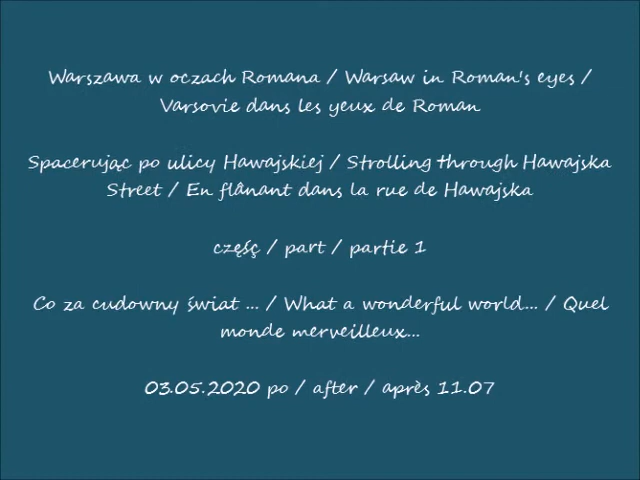 Warszawa w oczach Romana / Warsaw in Roman's eyes /
Varsovie dans les yeux de Roman
Spacerując po ulicy Hawajskiej / Strolling through Hawajska
Street / En flânant dans la rue de Hawajska
częśç / part / partie 1
Co za cudowny świat ... / What a wonderful world... / Quel
monde merveilleux...
03.05.2020 po / after / après 11.07